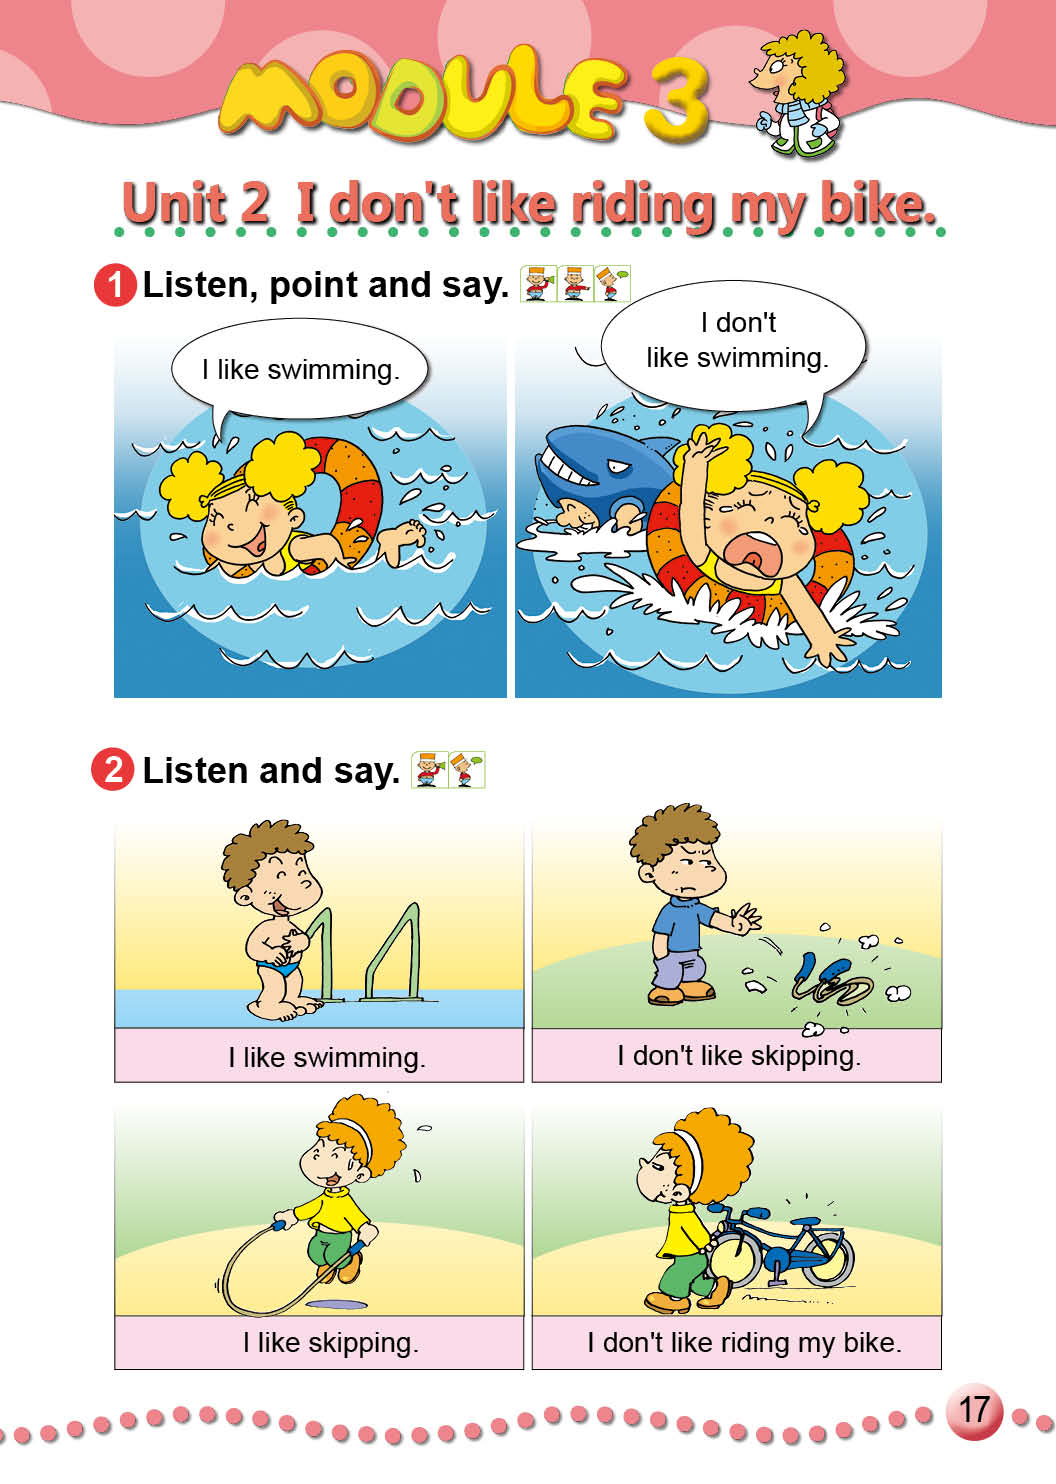 MODULE 3
Unit 2 I don't like riding my bike.
1 Listen, point and say.
I like swimming.
I don't
like swimming.
2 Listen and say.
I like swimming.
I don't like skipping.
I like skipping.
I don't like riding my bike.
17